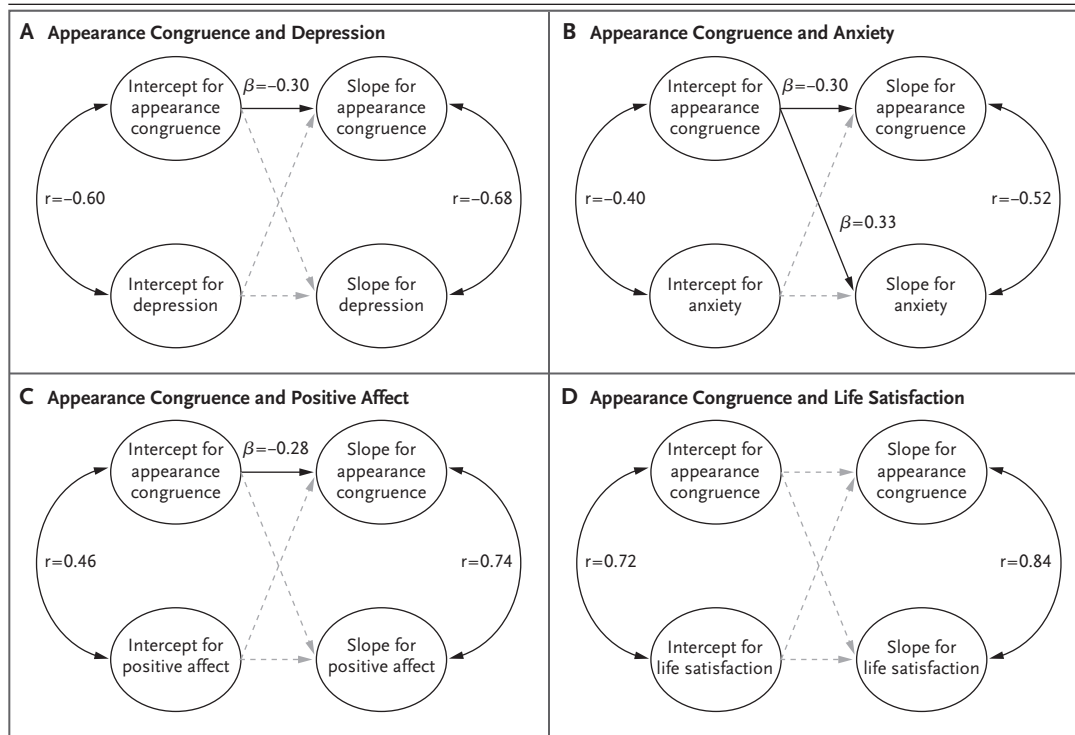 A Appearance Congruence and Depression
Intercept for
appearance
congruence
β=–0.30
Slope for
appearance
congruence
r=–0.60
r=–0.68
Intercept for
depression
Slope for
depression
B Appearance Congruence and Anxiety
Intercept for
appearance
congruence
β=–0.30
Slope for
appearance
congruence
r=–0.40
β=0.33
r=–0.52
Intercept for
anxiety
Slope for
anxiety
C Appearance Congruence and Positive Affect
Intercept for
appearance
congruence
β=–0.28
Slope for
appearance
congruence
r=0.46
r=0.74
Intercept for
positive affect
Slope for
positive affect
D Appearance Congruence and Life Satisfaction
Intercept for
appearance
congruence
Slope for
appearance
congruence
r=0.72
r=0.84
Intercept for
life satisfaction
Slope for
life satisfaction